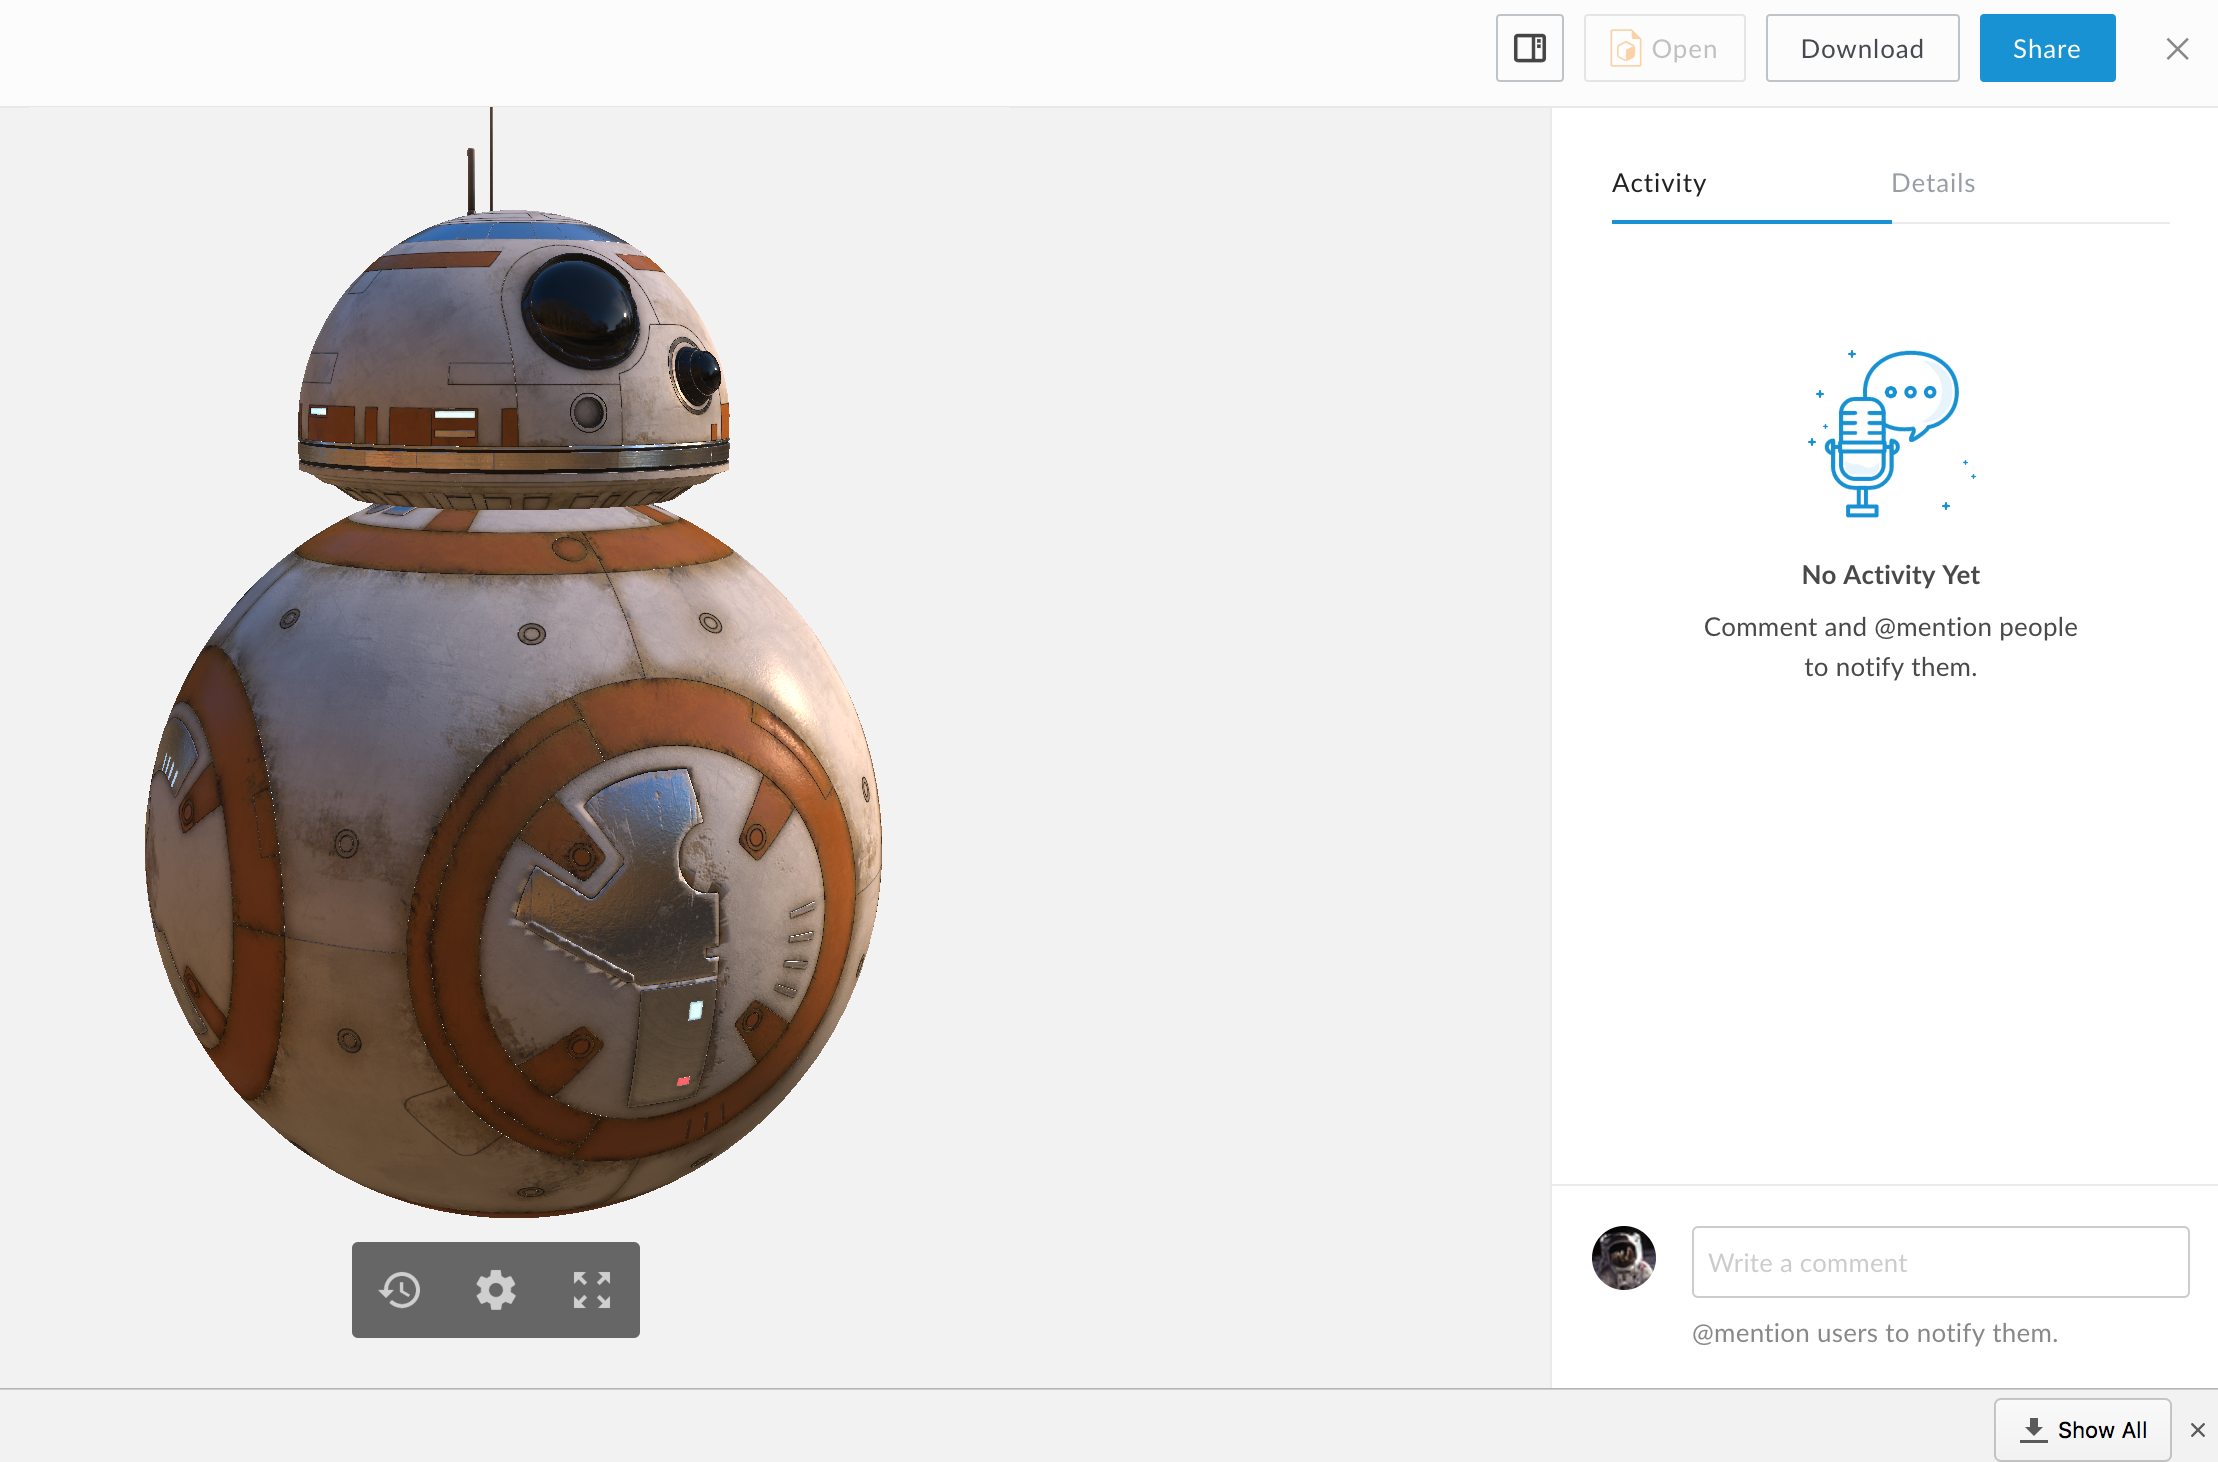 Open
Download
Share
Activity
Details
No Activity Yet
Comment and @mention people
to notify them.
Write a comment
@mention users to notify them.
Show All